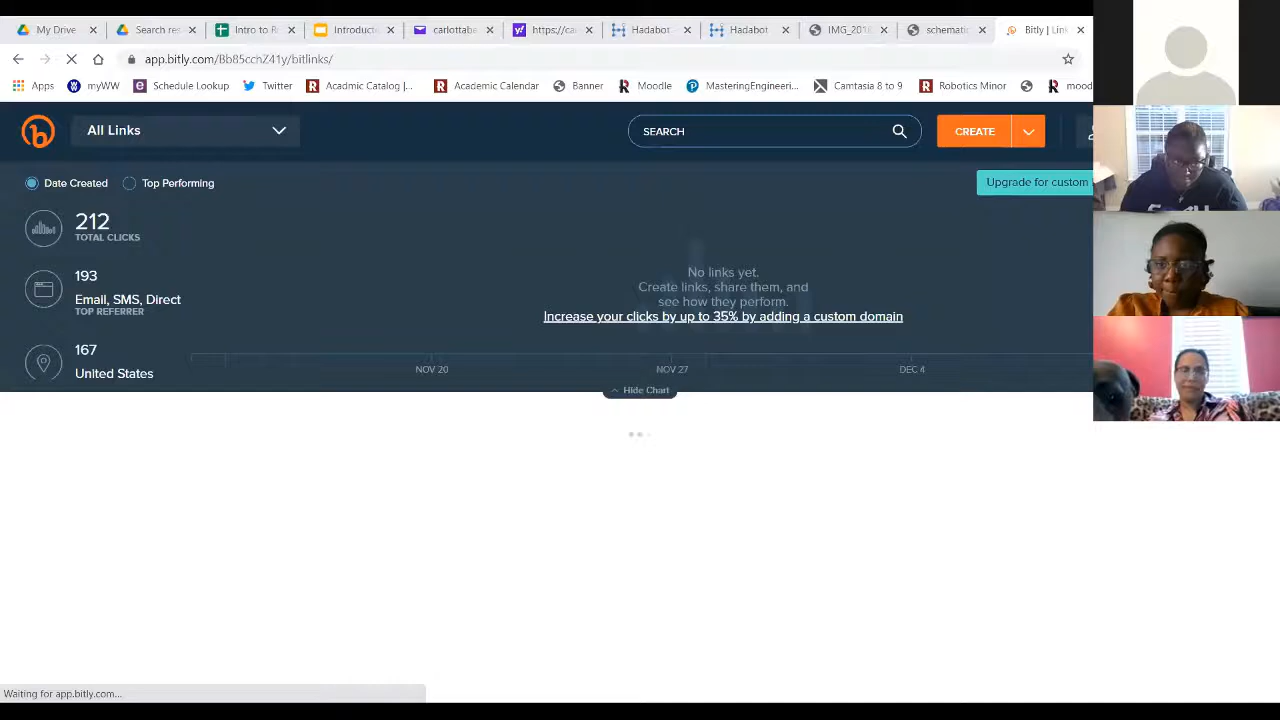 My Drive
Search re
Intro to R
Introduc
carlottabe
https://ca
Hadabot
Hadabot
IMG_2018
schematic
Bitly | Lin
app.bitly.com/Bb85cchZ41y/bitlinks/
Apps
myWW
Schedule Lookup
Twitter
Acadmic Catalog |...
Academic Calendar
Banner
Moodle
MasteringEngineeri...
Camtasia 8 to 9
Robotics Minor
mood
All Links
SEARCH
CREATE
Date Created
Top Performing
Upgrade for custom
212
TOTAL CLICKS
193
Email, SMS, Direct
TOP REFERRER
167
United States
No links yet.
Create links, share them, and
see how they perform.
Increase your clicks by up to 35% by adding a custom domain
NOV 20
NOV 27
DEC 4
Hide Chart
Waiting for app.bitly.com...